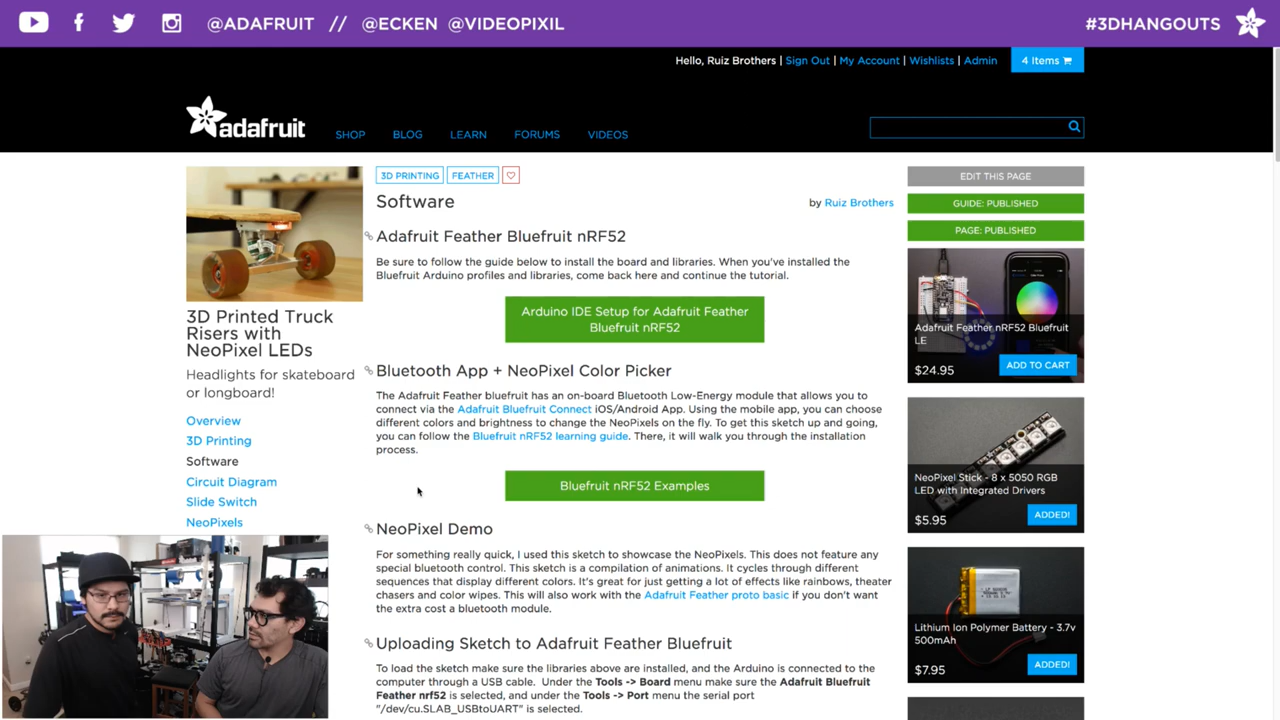 @ADAFRUIT // @ECKEN @VIDEOPIXIL
#3DHANGOUTS
Hello, Ruiz Brothers | Sign Out | My Account | Wishlists | Admin
4 Items
adafruit
SHOP BLOG LEARN FORUMS VIDEOS
3D PRINTING FEATHER
Software
by Ruiz Brothers
Adafruit Feather Bluefruit nRF52
Be sure to follow the guide below to install the board and libraries. When you've installed the
Bluefruit Arduino profiles and libraries, come back here and continue the tutorial.
Arduino IDE Setup for Adafruit Feather
Bluefruit nRF52
Bluetooth App + NeoPixel Color Picker
The Adafruit Feather bluefruit has an on-board Bluetooth Low-Energy module that allows you to
connect via the Adafruit Bluefruit Connect iOS/Android App. Using the mobile app, you can choose
different colors and brightness to change the NeoPixels on the fly. To get this sketch up and going,
you can follow the Bluefruit nRF52 learning guide. There, it will walk you through the installation
process.
Bluefruit nRF52 Examples
NeoPixel Demo
For something really quick, I used this sketch to showcase the NeoPixels. This does not feature any
special bluetooth control. This sketch is a compilation of animations. It cycles through different
sequences that display different colors. It's great for just getting a lot of effects like rainbows, theater
chasers and color wipes. This will also work with the Adafruit Feather proto basic if you don't want
the extra cost a bluetooth module.
Uploading Sketch to Adafruit Feather Bluefruit
To load the sketch make sure the libraries above are installed, and the Arduino is connected to the
computer through a USB cable. Under the Tools -> Board menu make sure the Adafruit Bluefruit
Feather nrf52 is selected, and under the Tools -> Port menu the serial port
"/dev/cu.SLAB_USBtoUART" is selected.
3D Printed Truck
Risers with
NeoPixel LEDs
Headlights for skateboard
or longboard!
Overview
3D Printing
Software
Circuit Diagram
Slide Switch
NeoPixels
EDIT THIS PAGE
GUIDE: PUBLISHED
PAGE: PUBLISHED
Adafruit Feather nRF52 Bluefruit
LE
$24.95
ADD TO CART
NeoPixel Stick - 8 x 5050 RGB
LED with Integrated Drivers
$5.95
ADDED!
Lithium Ion Polymer Battery - 3.7v
500mAh
$7.95
ADDED!